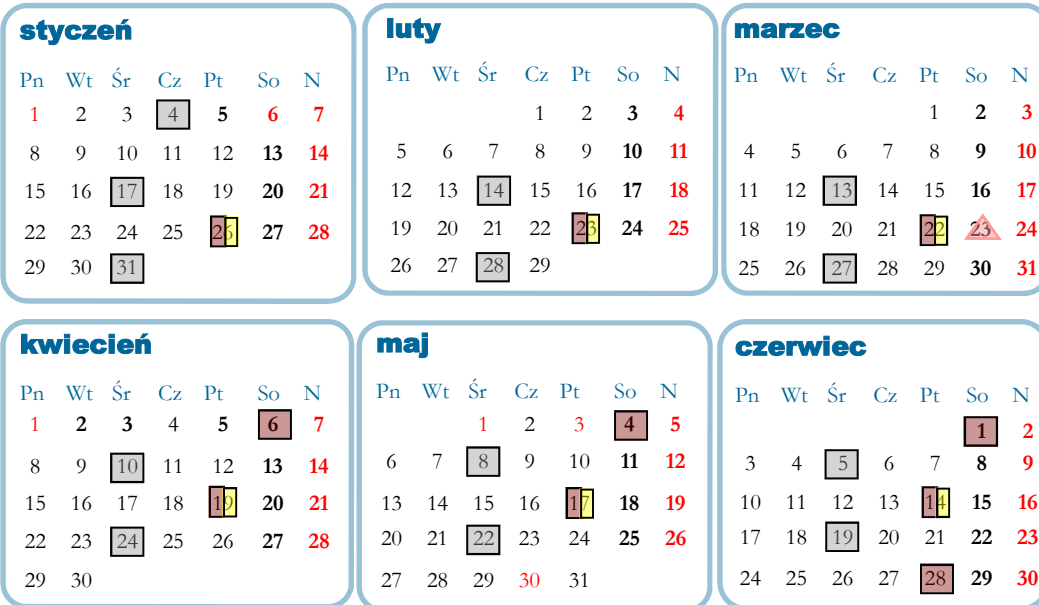 styczeń
Pn Wt Śr Cz Pt So N
1 2 3 4 5 6 7
8 9 10 11 12 13 14
15 16 17 18 19 20 21
22 23 24 25 26 27 28
29 30 31
luty
Pn Wt Śr Cz Pt So N
1 2 3 4
5 6 7 8 9 10 11
12 13 14 15 16 17 18
19 20 21 22 23 24 25
26 27 28 29
marzec
Pn Wt Śr Cz Pt So N
1 2 3
4 5 6 7 8 9 10
11 12 13 14 15 16 17
18 19 20 21 22 23 24
25 26 27 28 29 30 31
kwiecień
Pn Wt Śr Cz Pt So N
1 2 3 4 5 6 7
8 9 10 11 12 13 14
15 16 17 18 19 20 21
22 23 24 25 26 27 28
29 30
maj
Pn Wt Śr Cz Pt So N
1 2 3 4 5
6 7 8 9 10 11 12
13 14 15 16 17 18 19
20 21 22 23 24 25 26
27 28 29 30 31
czerwiec
Pn Wt Śr Cz Pt So N
1 2
3 4 5 6 7 8 9
10 11 12 13 14 15 16
17 18 19 20 21 22 23
24 25 26 27 28 29 30